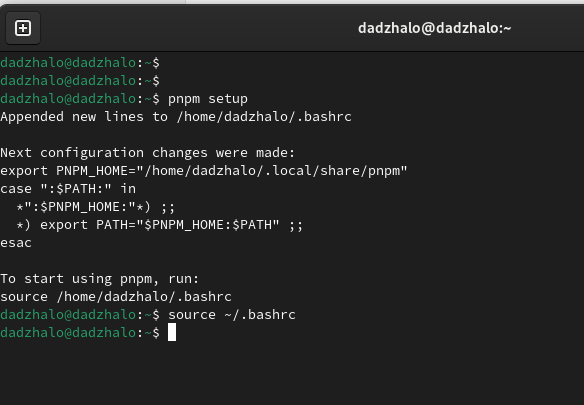 dadzhalo@dadzhalo:~
dadzhalo@dadzhalo:~$
dadzhalo@dadzhalo:~$
dadzhalo@dadzhalo:~$ pnpm setup
Appended new lines to /home/dadzhalo/.bashrc

Next configuration changes were made:
export PNPM_HOME="/home/dadzhalo/.local/share/pnpm"
case ":$PATH:" in
  *":$PNPM_HOME:"*) ;;
  *) export PATH="$PNPM_HOME:$PATH" ;;
esac

To start using pnpm, run:
source /home/dadzhalo/.bashrc
dadzhalo@dadzhalo:~$ source ~/.bashrc
dadzhalo@dadzhalo:~$